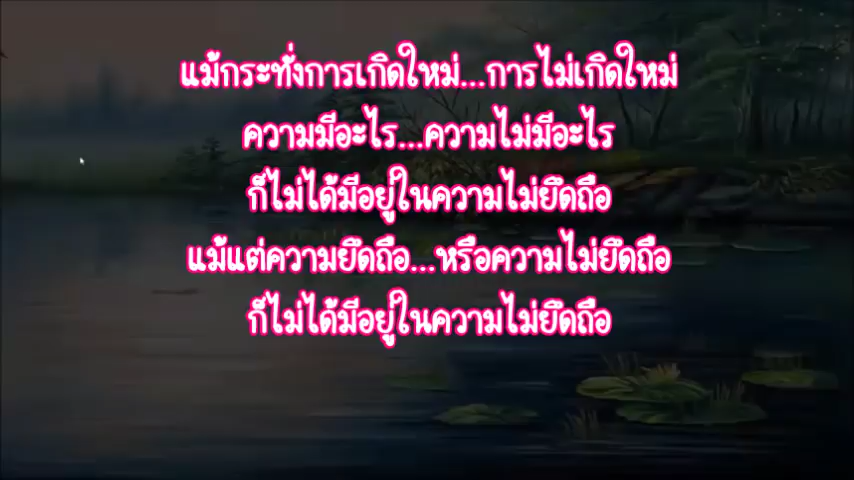 แม้กระทั่งการเกิดใหม่...การไม่เกิดใหม่
ความมีอะไร...ความไม่มีอะไร
ก็ไม่ได้มีอยู่ในความไม่ยึดถือ
แม้แต่ความยึดถือ...หรือความไม่ยึดถือ
ก็ไม่ได้มีอยู่ในความไม่ยึดถือ